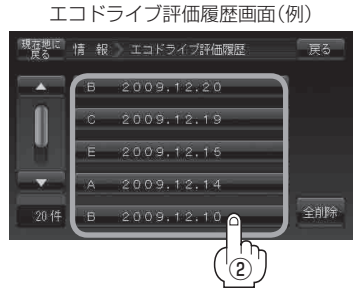 エコドライブ評価履歴画面(例)
現在地に戻る
情 報 エコドライブ評価履歴
戻る
B 2009.12.20
C 2009.12.19
E 2009.12.16
A 2009.12.14
B 2009.12.10
20件
全削除
②